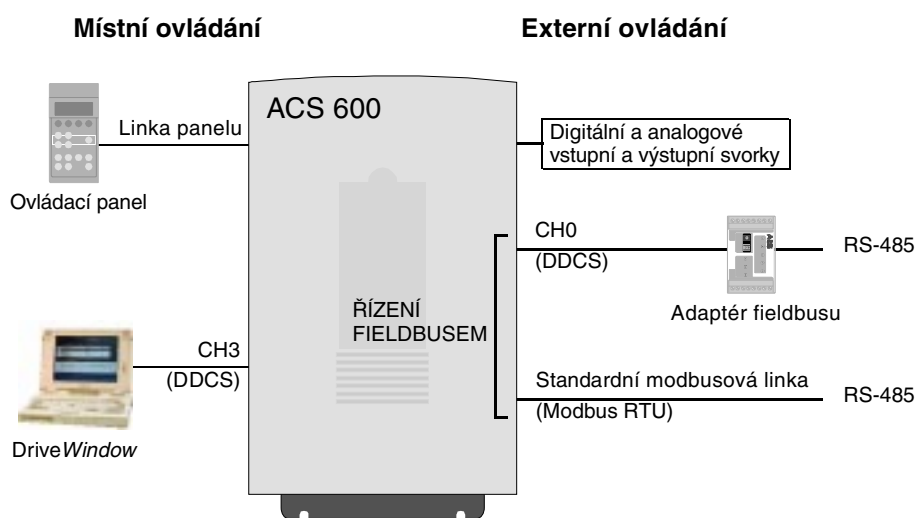 Místní ovládání
Externí ovládání
ACS 600
Linka panelu
Ovládací panel
Digitální a analogové
vstupní a výstupní svorky
CH0
(DDCS)
ABB
RS-485
Adaptér fieldbusu
ŘÍZENÍ
FIELDBUSEM
CH3
(DDCS)
DriveWindow
Standardní modbusová linka
(Modbus RTU)
RS-485